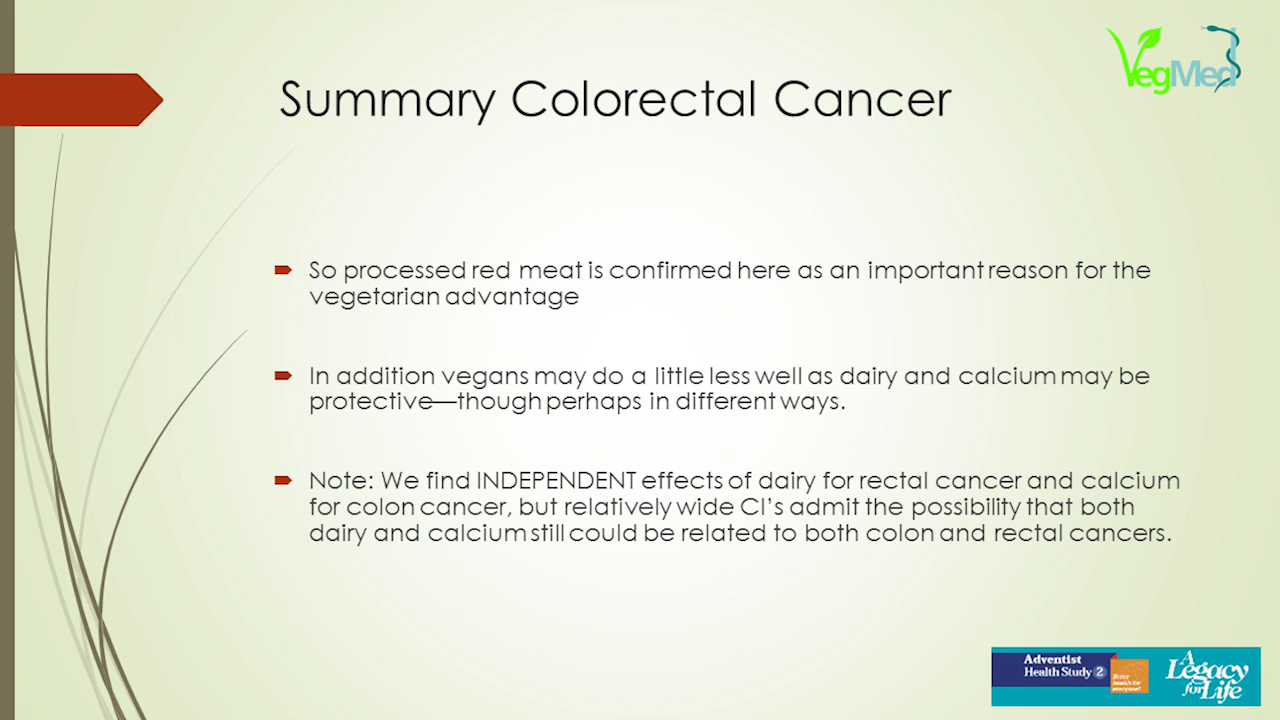 VegMed
Summary Colorectal Cancer
So processed red meat is confirmed here as an important reason for the
vegetarian advantage
In addition vegans may do a little less well as dairy and calcium may be
protective—though perhaps in different ways.
Note: We find INDEPENDENT effects of dairy for rectal cancer and calcium
for colon cancer, but relatively wide CI's admit the possibility that both
dairy and calcium still could be related to both colon and rectal cancers.
Adventist
Health Study 2
Better
health for
everyone!
A
Legacy
for Life